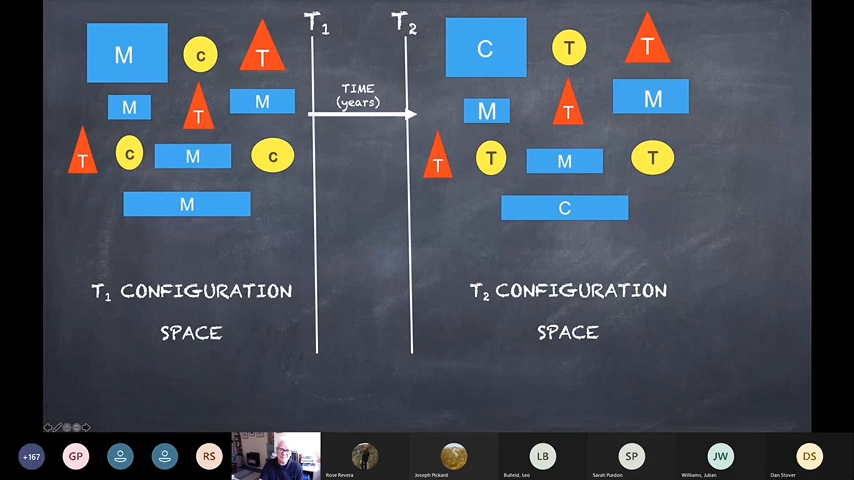 T1 T2
M c T C T T
TIME
(years)
M T M M T M
T c M c T T M T
M C
T1 CONFIGURATION
SPACE
T2 CONFIGURATION
SPACE
+167 GP RS LB SP JW DS
Rose Revera Joseph Pickard Bulleid, Leo Sarah Purdon Williams, Julian Dan Stover